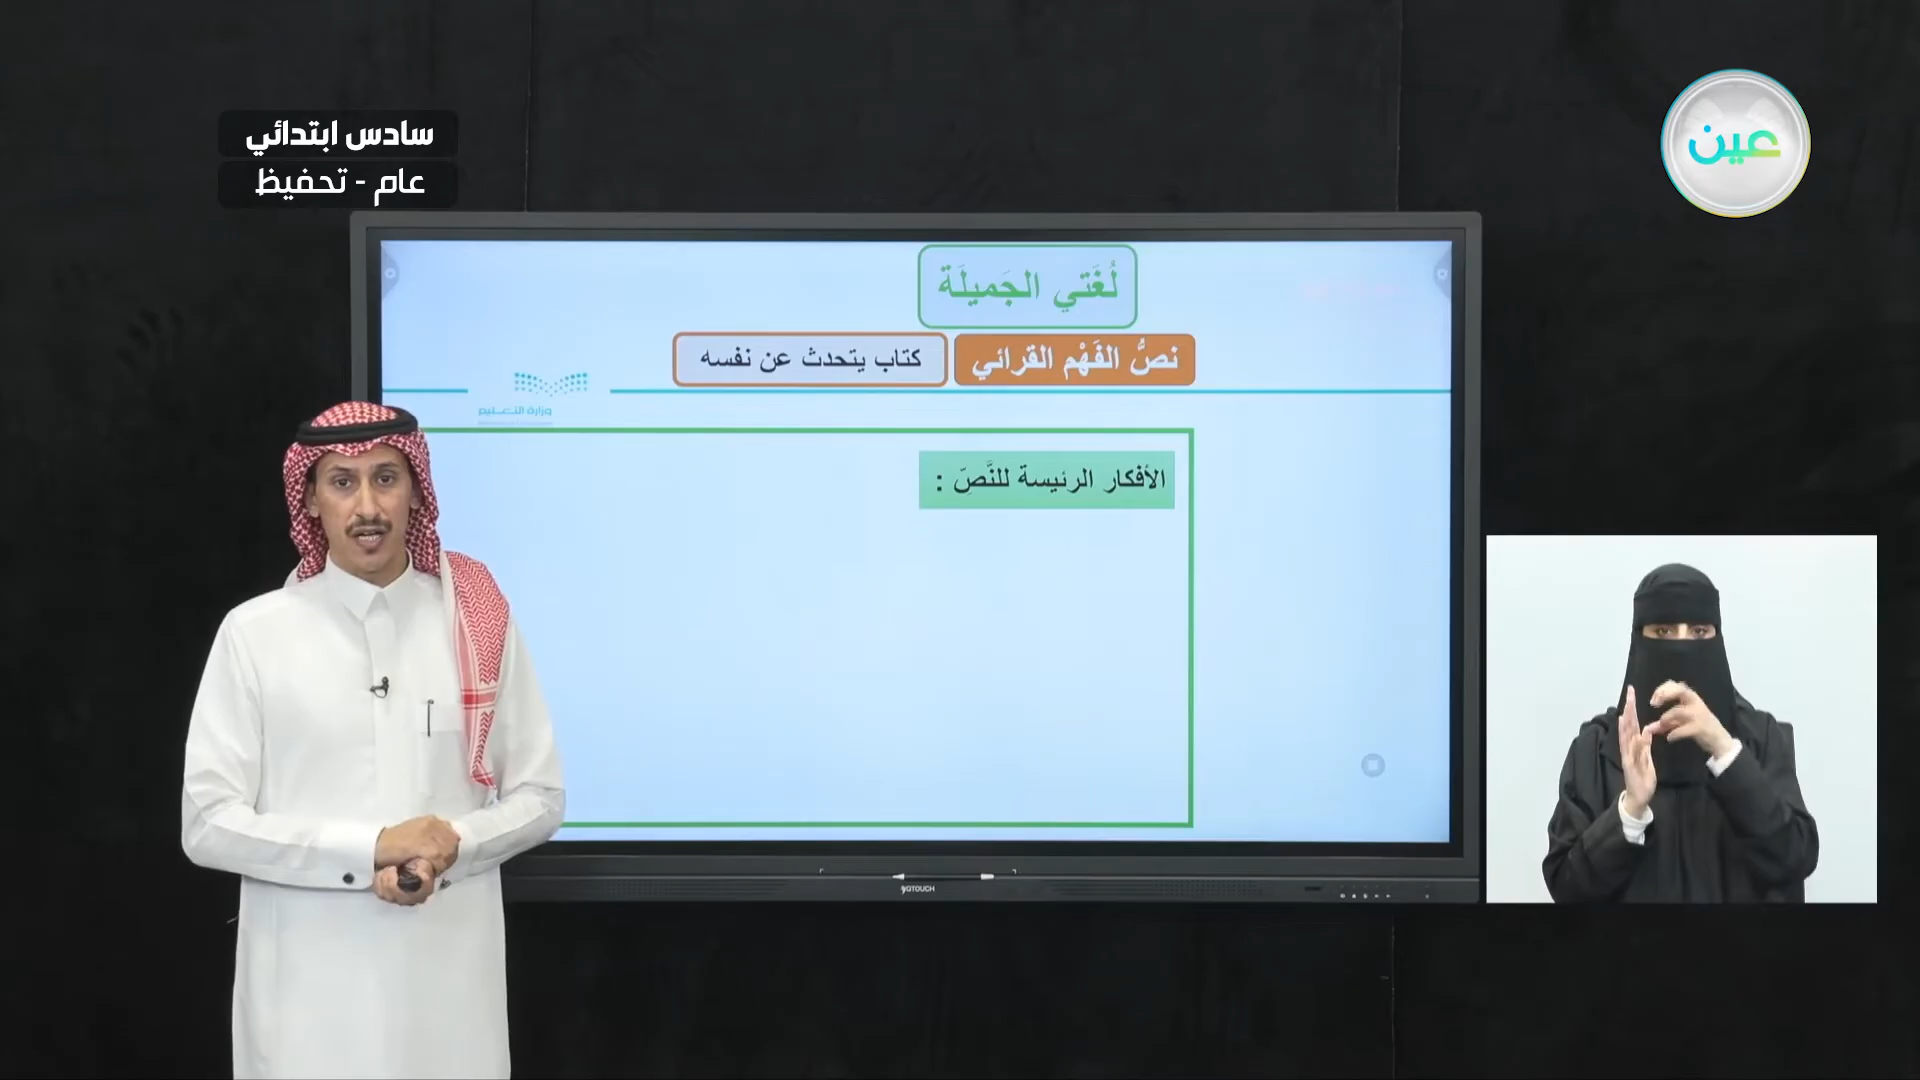 سادس ابتدائي
عام - تحفيظ
عين
لُغَتي الجَميلَة
نصُّ الفَهْم القرائي
كتاب يتحدث عن نفسه
وزارة التعليم
الأفكار الرئيسة للنَّصِّ :
QTOUCH